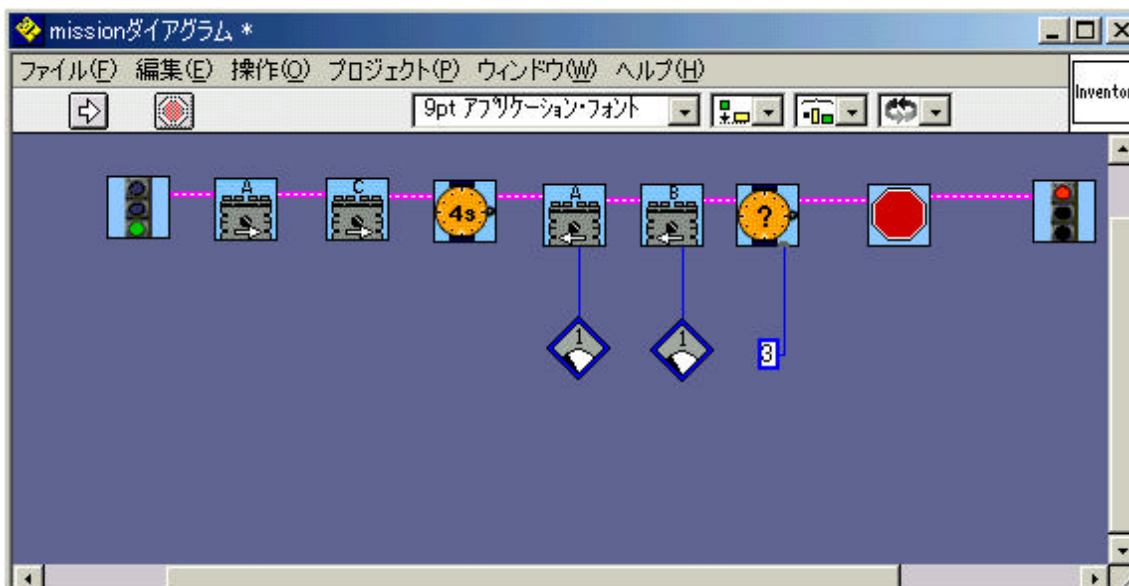 missionダイアグラム *
ファイル(F) 編集(E) 操作(O) プロジェクト(P) ウィンドウ(W) ヘルプ(H)
9pt アプリケーション・フォント
Inventor
A C 4s A B ?
1 1 3